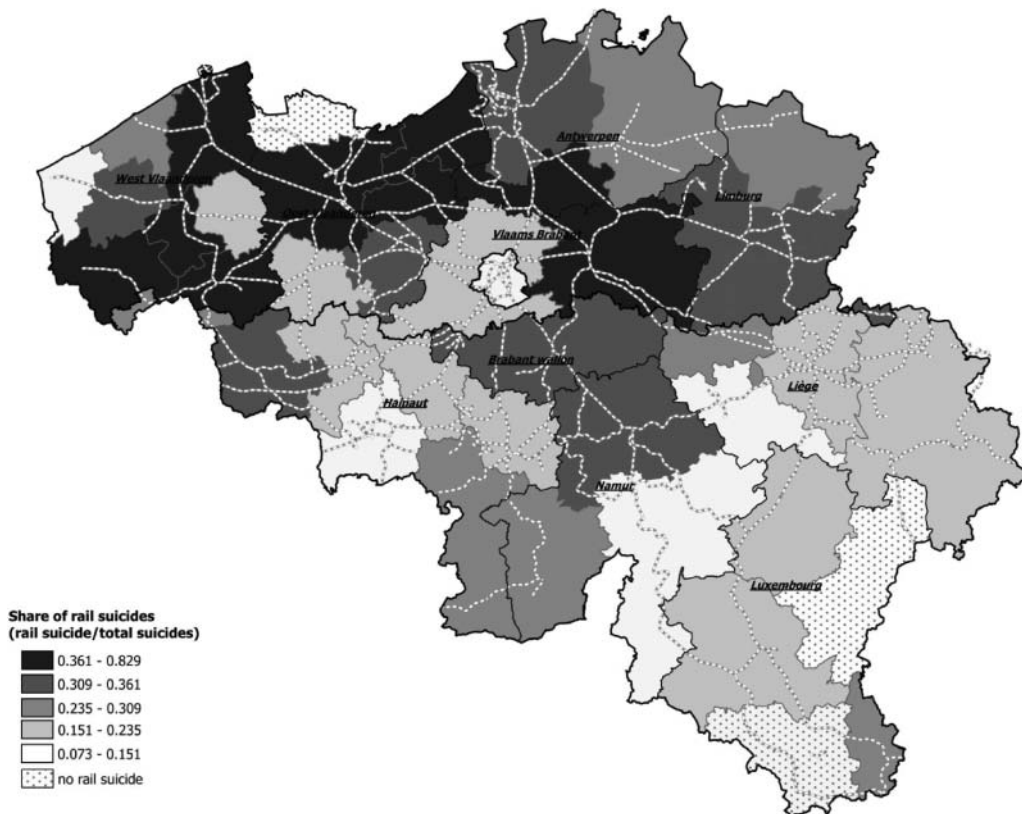 Antwerpen
West Vlaanderen
Limburg
Oost Vlaanderen
Vlaams Brabant
Brabant wallon
Liège
Hainaut
Namur
Luxembourg
Share of rail suicides
(rail suicide/total suicides)
0.361 - 0.829
0.309 - 0.361
0.235 - 0.309
0.151 - 0.235
0.073 - 0.151
no rail suicide